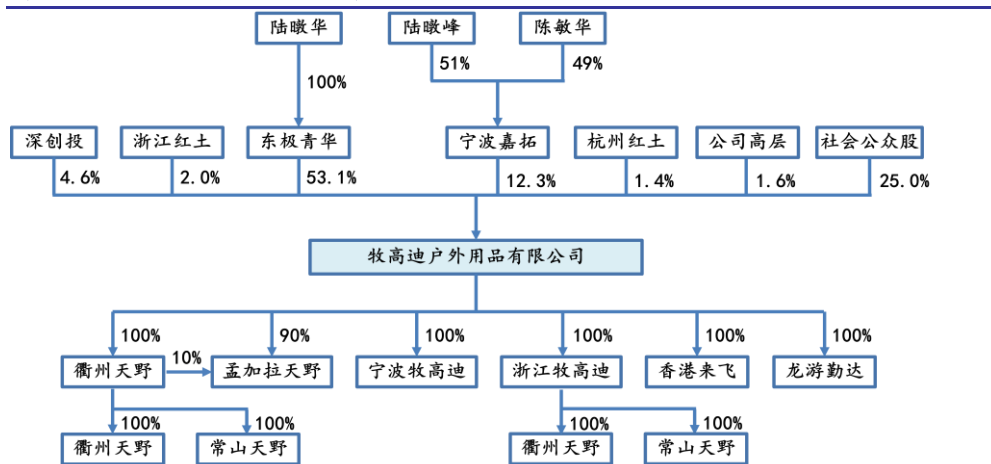 陆暾华 陆暾峰 陈敏华
51% 49%
100%
深创投 浙江红土 东极青华 宁波嘉拓 杭州红土 公司高层 社会公众股
4.6% 2.0% 53.1% 12.3% 1.4% 1.6% 25.0%
牧高迪户外用品有限公司
100% 90% 100% 100% 100% 100%
10%
衢州天野 孟加拉天野 宁波牧高迪 浙江牧高迪 香港来飞 龙游勤达
100% 100% 100% 100%
衢州天野 常山天野 衢州天野 常山天野